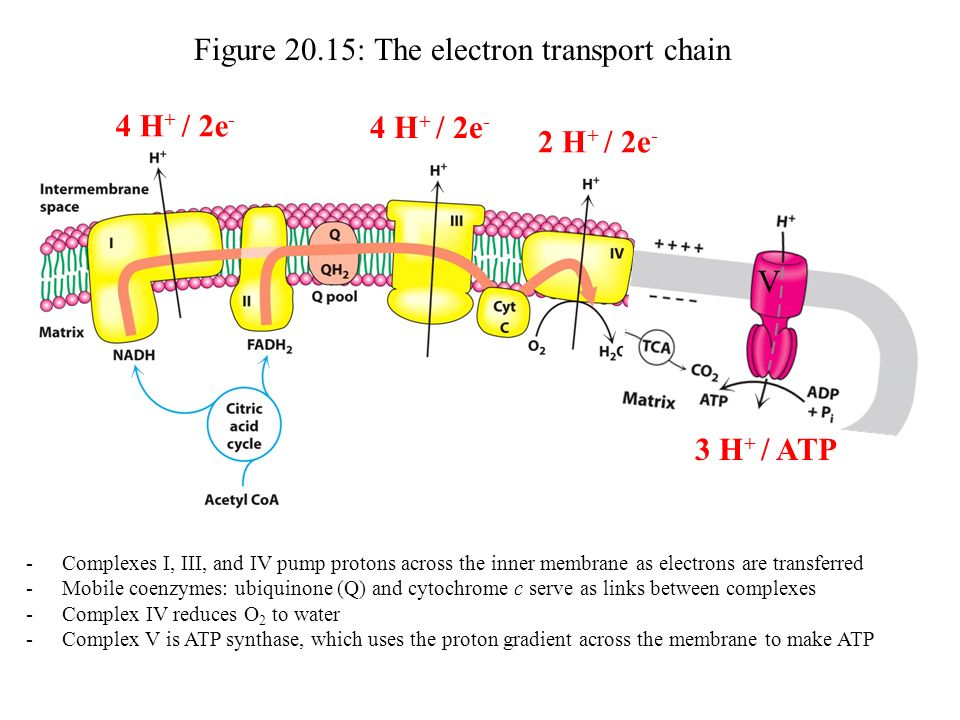 Figure 20.15: The electron transport chain
4 H⁺ / 2e⁻
4 H⁺ / 2e⁻
2 H⁺ / 2e⁻
H⁺
H⁺
H⁺
H⁺
Intermembrane
space
I
II
Q
QH₂
Q pool
III
IV
Cyt
C
+ + + +
- - - -
V
Matrix
NADH
FADH₂
O₂
H₂O
TCA
CO₂
Matrix
ATP
ADP
+ Pᵢ
Citric
acid
cycle
Acetyl CoA
3 H⁺ / ATP
- Complexes I, III, and IV pump protons across the inner membrane as electrons are transferred
- Mobile coenzymes: ubiquinone (Q) and cytochrome c serve as links between complexes
- Complex IV reduces O₂ to water
- Complex V is ATP synthase, which uses the proton gradient across the membrane to make ATP